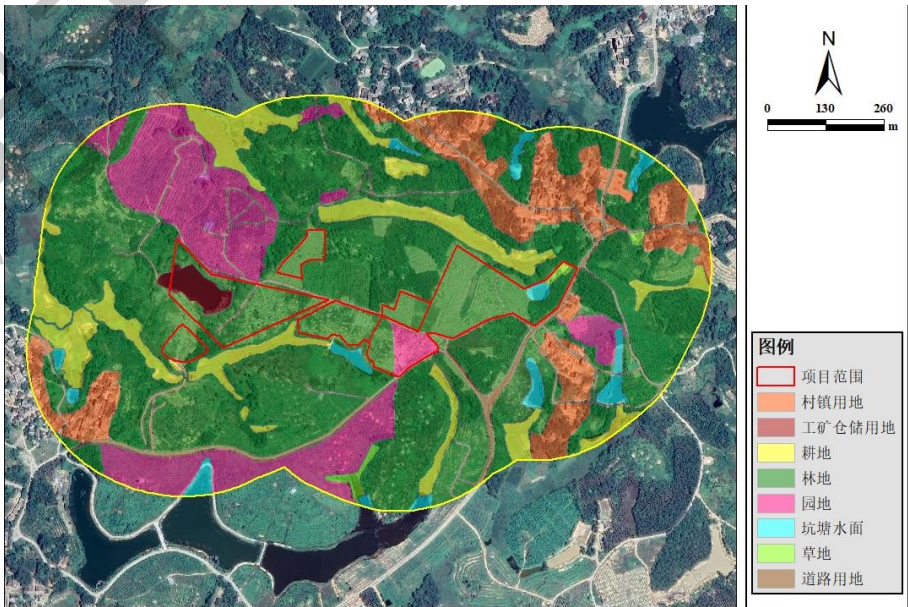 N
0 130 260
m
图例
项目范围
村镇用地
工矿仓储用地
耕地
林地
园地
坑塘水面
草地
道路用地